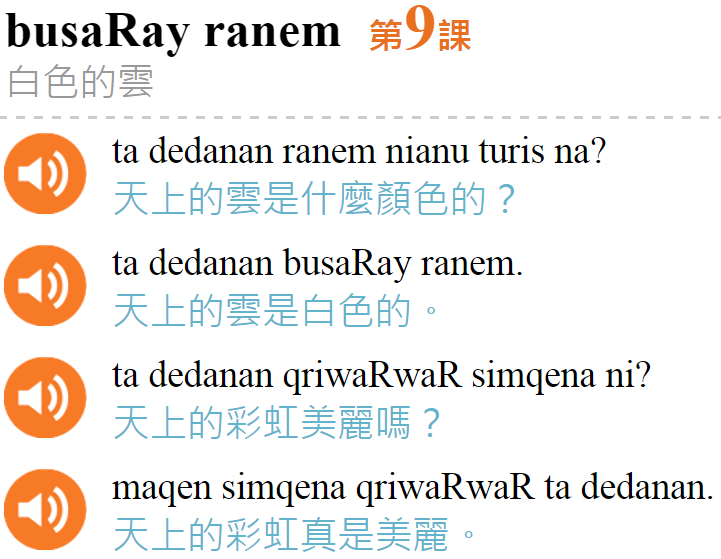 busaRay ranem 第9課
白色的雲
ta dedanan ranem nianu turis na?
天上的雲是什麼顏色的？
ta dedanan busaRay ranem.
天上的雲是白色的。
ta dedanan qriwaRwaR simqena ni?
天上的彩虹美麗嗎？
maqen simqena qriwaRwaR ta dedanan.
天上的彩虹真是美麗。